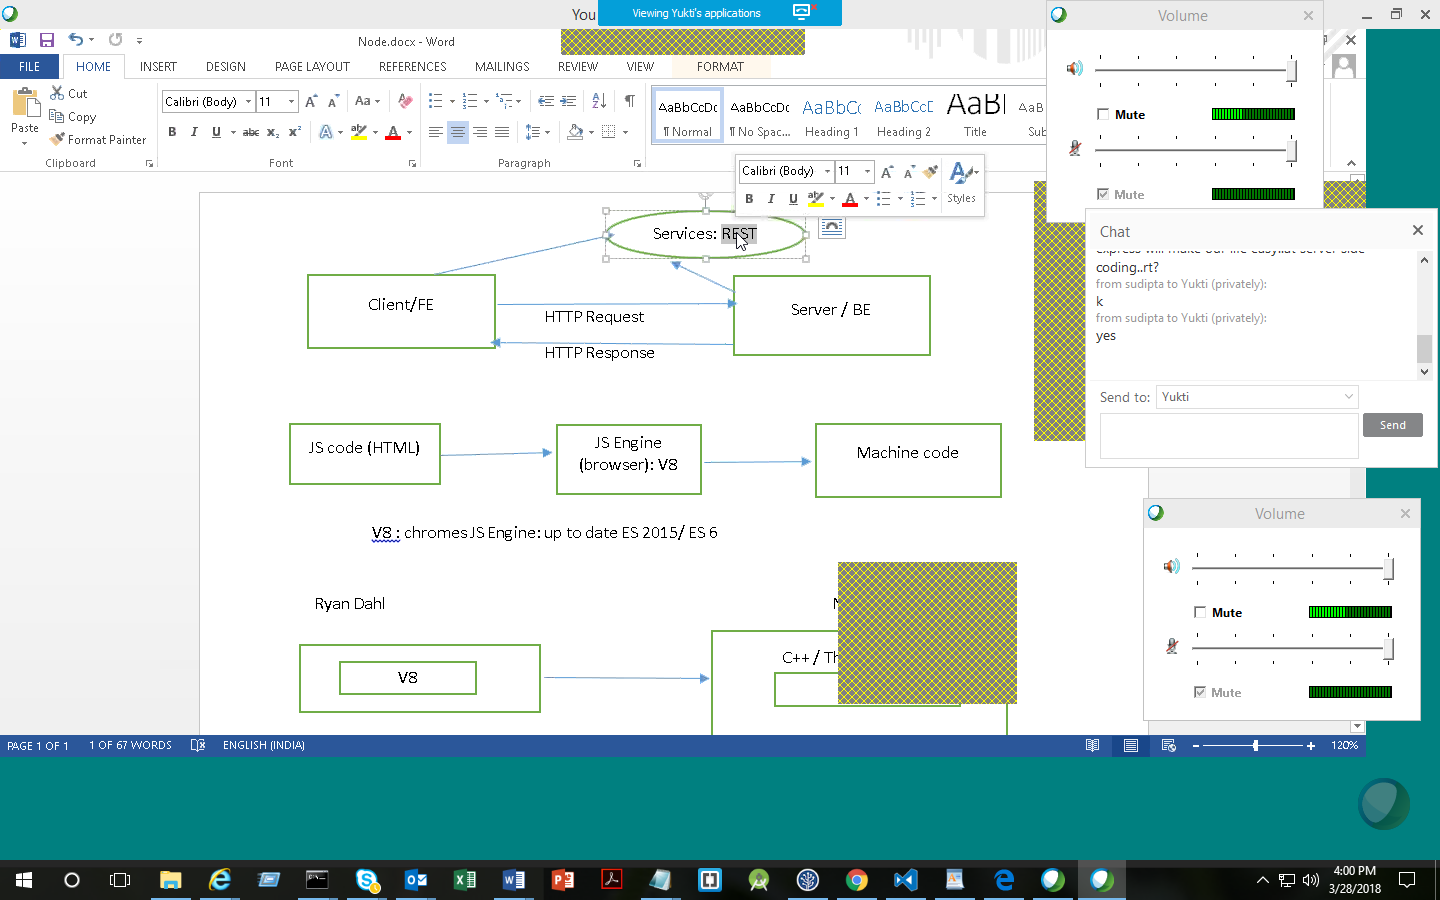 You
Viewing Yukti's applications
Volume
Node.docx - Word
FILE
HOME
INSERT
DESIGN
PAGE LAYOUT
REFERENCES
MAILINGS
REVIEW
VIEW
FORMAT
Paste
Cut
Copy
Format Painter
Clipboard
Calibri (Body)
11
Font
Paragraph
AaBbCcDc
¶ Normal
AaBbCcDc
¶ No Spac...
AaBbCc
Heading 1
AaBbCcD
Heading 2
AaB
Title
AaB
Sub
Mute
Mute
Calibri (Body)
11
Styles
Services: REST
Client/FE
HTTP Request
HTTP Response
Server / BE
JS code (HTML)
JS Engine
(browser): V8
Machine code
V8 : chromes JS Engine: up to date ES 2015/ ES 6
Ryan Dahl
V8
C++ / Th
Chat
coding..rt?
from sudipta to Yukti (privately):
k
from sudipta to Yukti (privately):
yes
Send to:
Yukti
Send
Volume
Mute
Mute
PAGE 1 OF 1
1 OF 67 WORDS
ENGLISH (INDIA)
120%
4:00 PM
3/28/2018